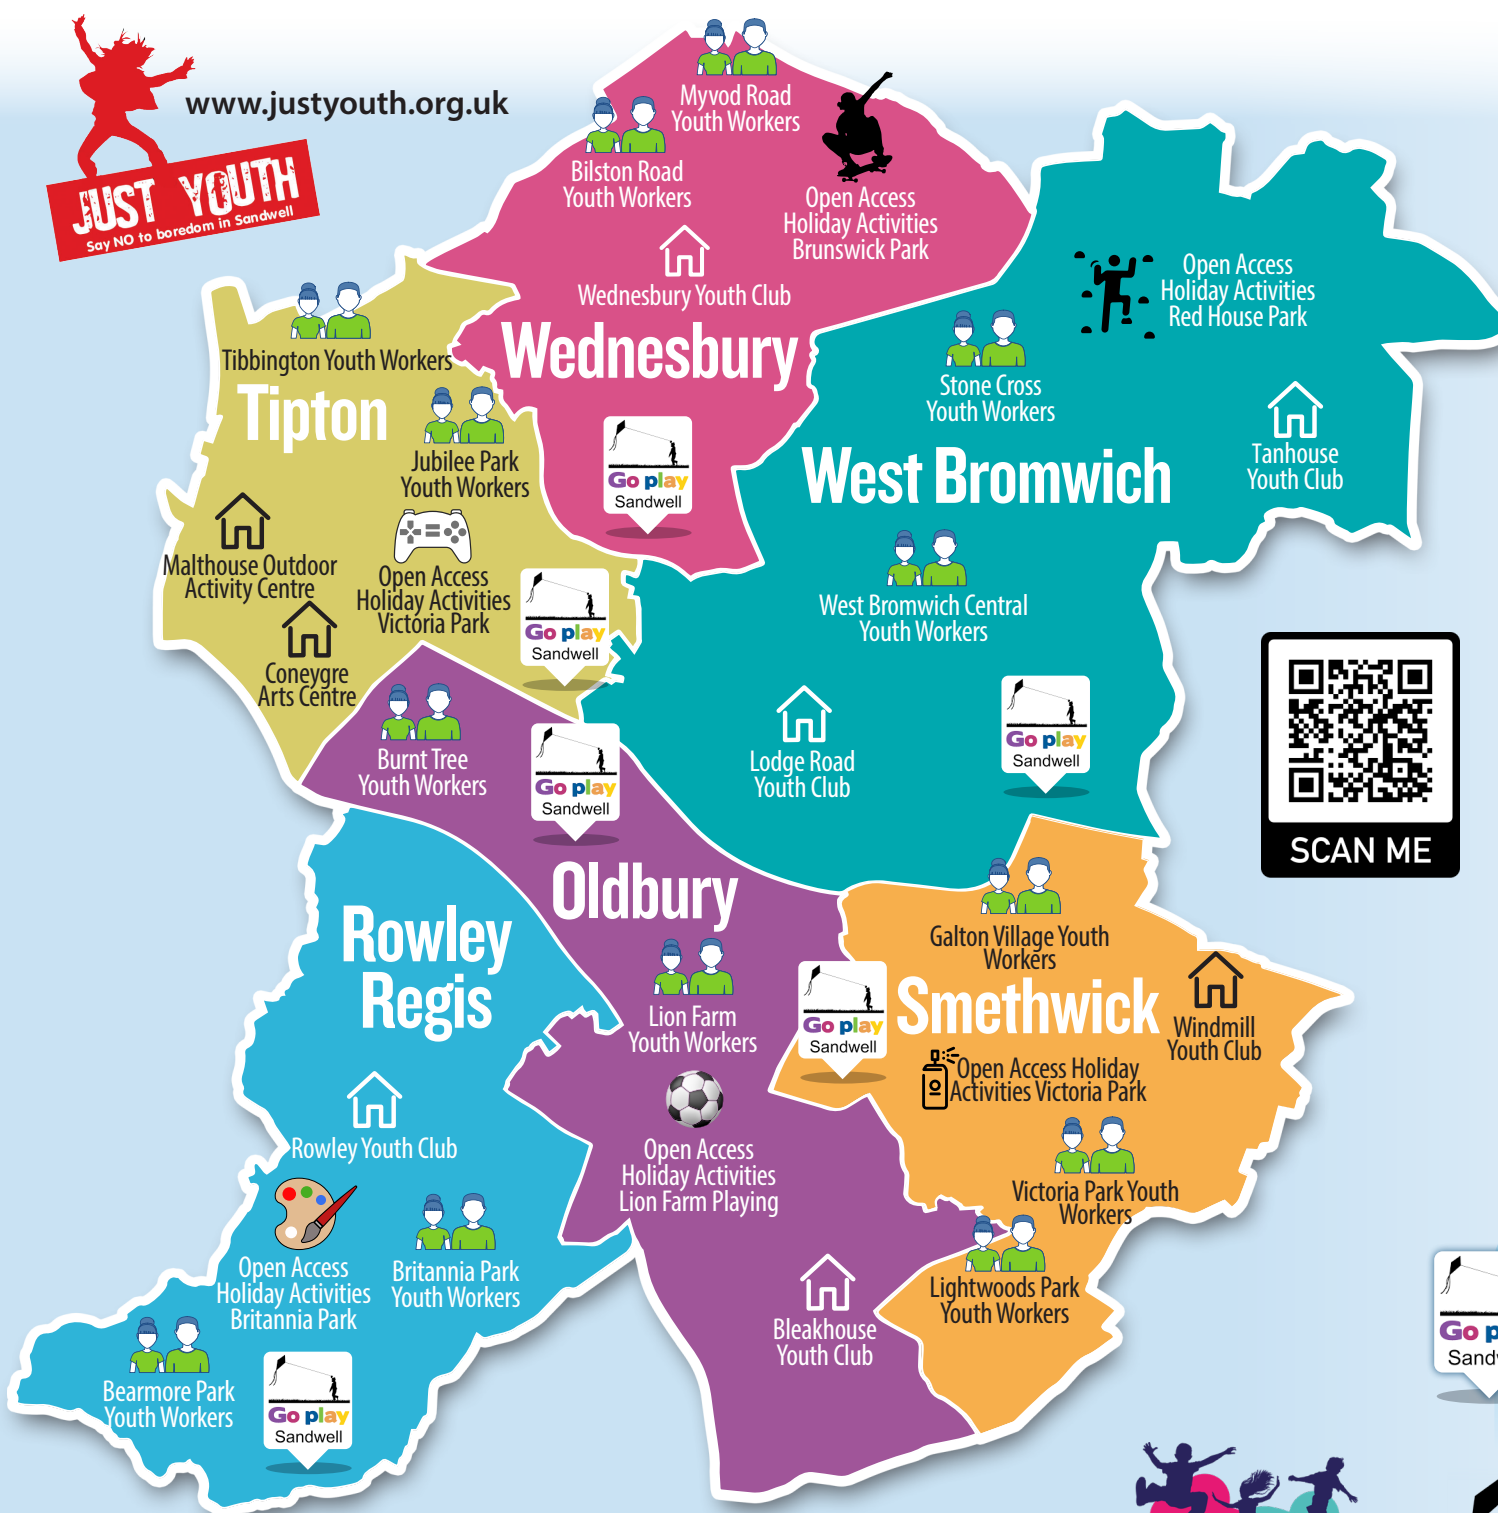 www.justyouth.org.uk
JUST YOUTH
Say NO to boredom in Sandwell
Myvod Road
Youth Workers
Bilston Road
Youth Workers
Open Access
Holiday Activities
Brunswick Park
Wednesbury Youth Club
Wednesbury
Go play
Sandwell
Tibbington Youth Workers
Tipton
Jubilee Park
Youth Workers
Malthouse Outdoor
Activity Centre
Open Access
Holiday Activities
Victoria Park
Coneygre
Arts Centre
Go play
Sandwell
Open Access
Holiday Activities
Red House Park
Stone Cross
Youth Workers
Tanhouse
Youth Club
West Bromwich
West Bromwich Central
Youth Workers
Lodge Road
Youth Club
Go play
Sandwell
SCAN ME
Burnt Tree
Youth Workers
Go play
Sandwell
Oldbury
Lion Farm
Youth Workers
Open Access
Holiday Activities
Lion Farm Playing
Bleakhouse
Youth Club
Rowley
Regis
Rowley Youth Club
Open Access
Holiday Activities
Britannia Park
Britannia Park
Youth Workers
Bearmore Park
Youth Workers
Go play
Sandwell
Galton Village Youth
Workers
Smethwick
Go play
Sandwell
Windmill
Youth Club
Open Access Holiday
Activities Victoria Park
Victoria Park Youth
Workers
Lightwoods Park
Youth Workers
Go p
Sand